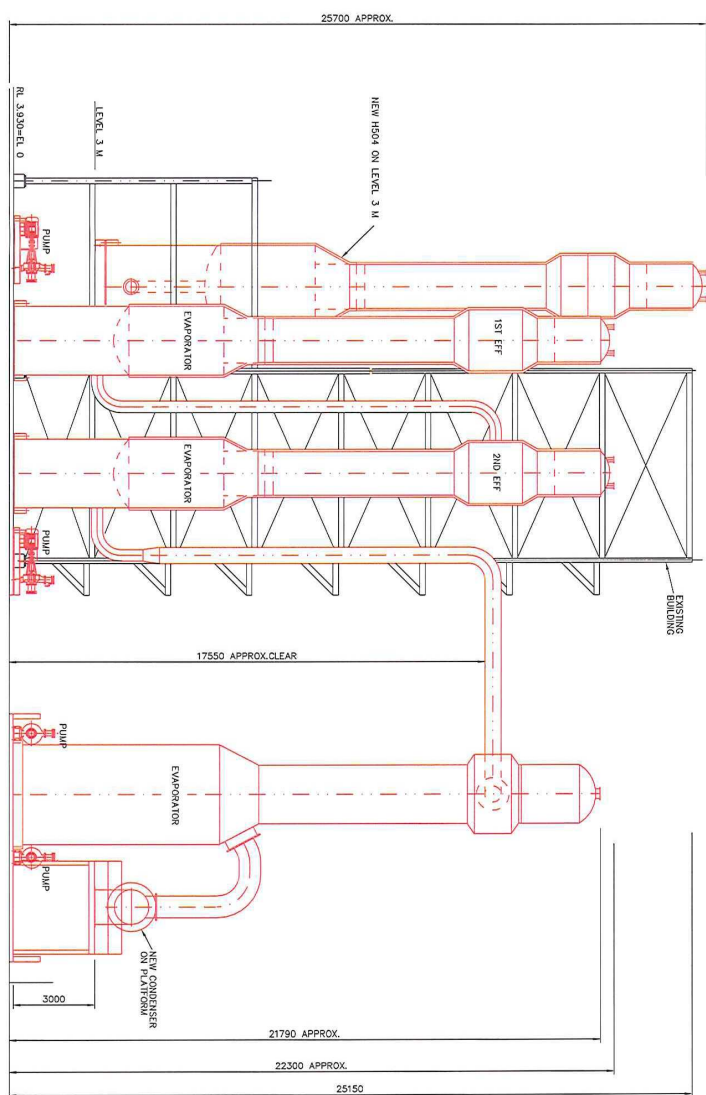 25700 APPROX.
RL 3.930=EL 0
LEVEL 3 M
NEW H504 ON LEVEL 3 M
PUMP
EVAPORATOR
1ST EFF
EVAPORATOR
2ND EFF
PUMP
EXISTING
BUILDING
17550 APPROX.CLEAR
PUMP
EVAPORATOR
PUMP
NEW CONDENSER
ON PLATFORM
3000
21790 APPROX.
22300 APPROX.
25150